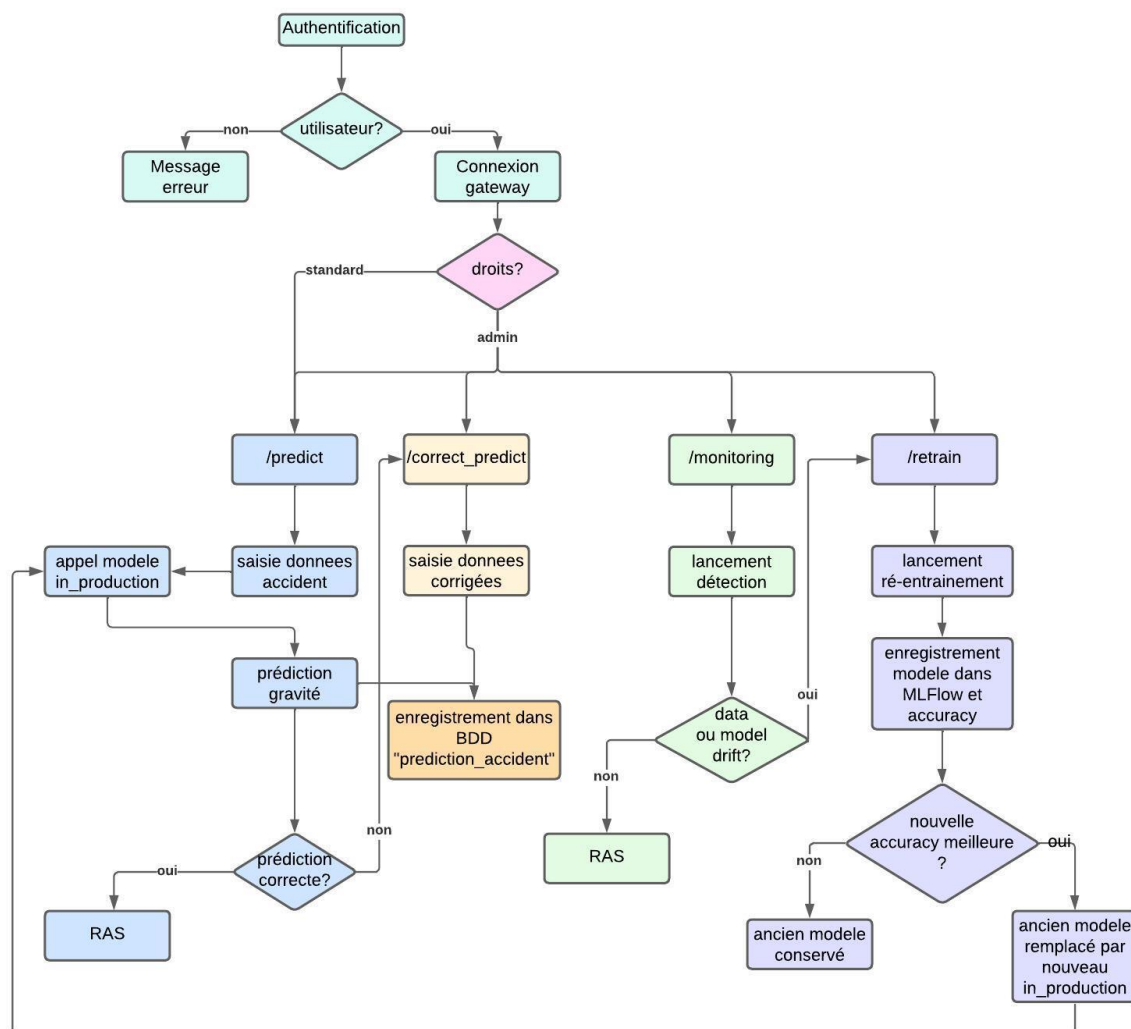 Authentification
utilisateur?
non
oui
Message
erreur
Connexion
gateway
droits?
standard
admin
/predict
/correct_predict
/monitoring
/retrain
appel modele
in_production
saisie donnees
accident
saisie donnees
corrigées
lancement
détection
lancement
ré-entrainement
prédiction
gravité
enregistrement dans
BDD
"prediction_accident"
data
ou model
drift?
oui
non
enregistrement
modele dans
MLFlow et
accuracy
RAS
non
prédiction
correcte?
oui
RAS
nouvelle
accuracy meilleure
?
non
oui
ancien modele
conservé
ancien modele
remplacé par
nouveau
in_production